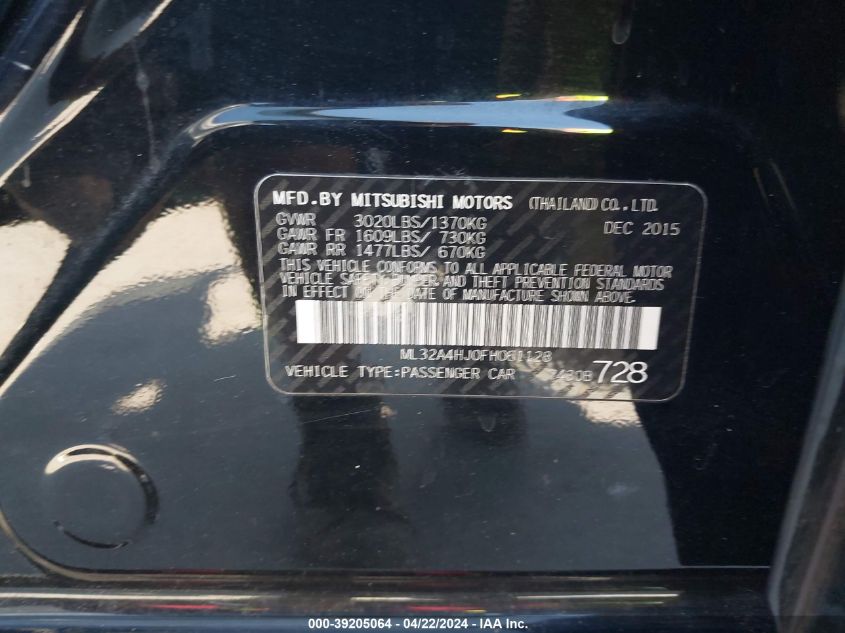 MFD.BY MITSUBISHI MOTORS (THAILAND)CO.,LTD.
GVWR 3020LBS/1370KG DEC 2015
GAWR FR 1609LBS/ 730KG
GAWR RR 1477LBS/ 670KG
THIS VEHICLE CONFORMS TO ALL APPLICABLE FEDERAL MOTOR
VEHICLE SAFETY BUMPER AND THEFT PREVENTION STANDARDS
IN EFFECT ON THE DATE OF MANUFACTURE SHOWN ABOVE.
VEHICLE TYPE:PASSENGER CAR 728
000-39205064 - 04/22/2024 - IAA Inc.